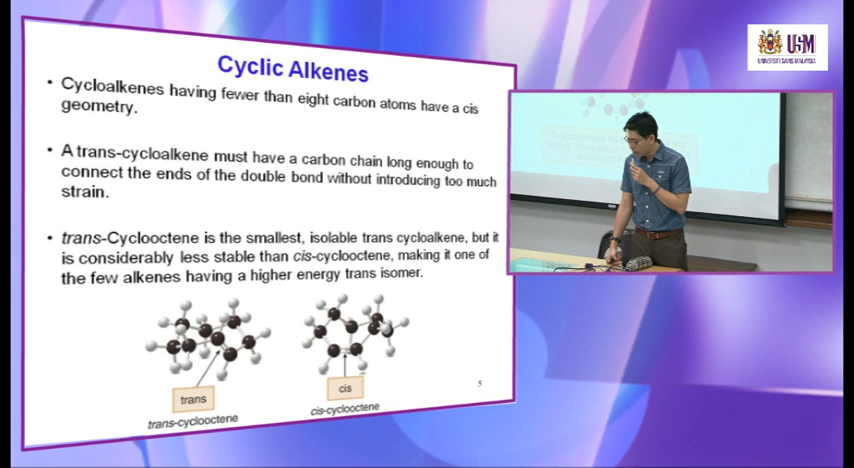 Cyclic Alkenes
• Cycloalkenes having fewer than eight carbon atoms have a cis
geometry.
• A trans-cycloalkene must have a carbon chain long enough to
connect the ends of the double bond without introducing too much
strain.
• trans-Cyclooctene is the smallest, isolable trans cycloalkene, but it
is considerably less stable than cis-cyclooctene, making it one of
the few alkenes having a higher energy trans isomer.
trans
trans-cyclooctene
cis
cis-cyclooctene
5
USM
UNIVERSITI SAINS MALAYSIA